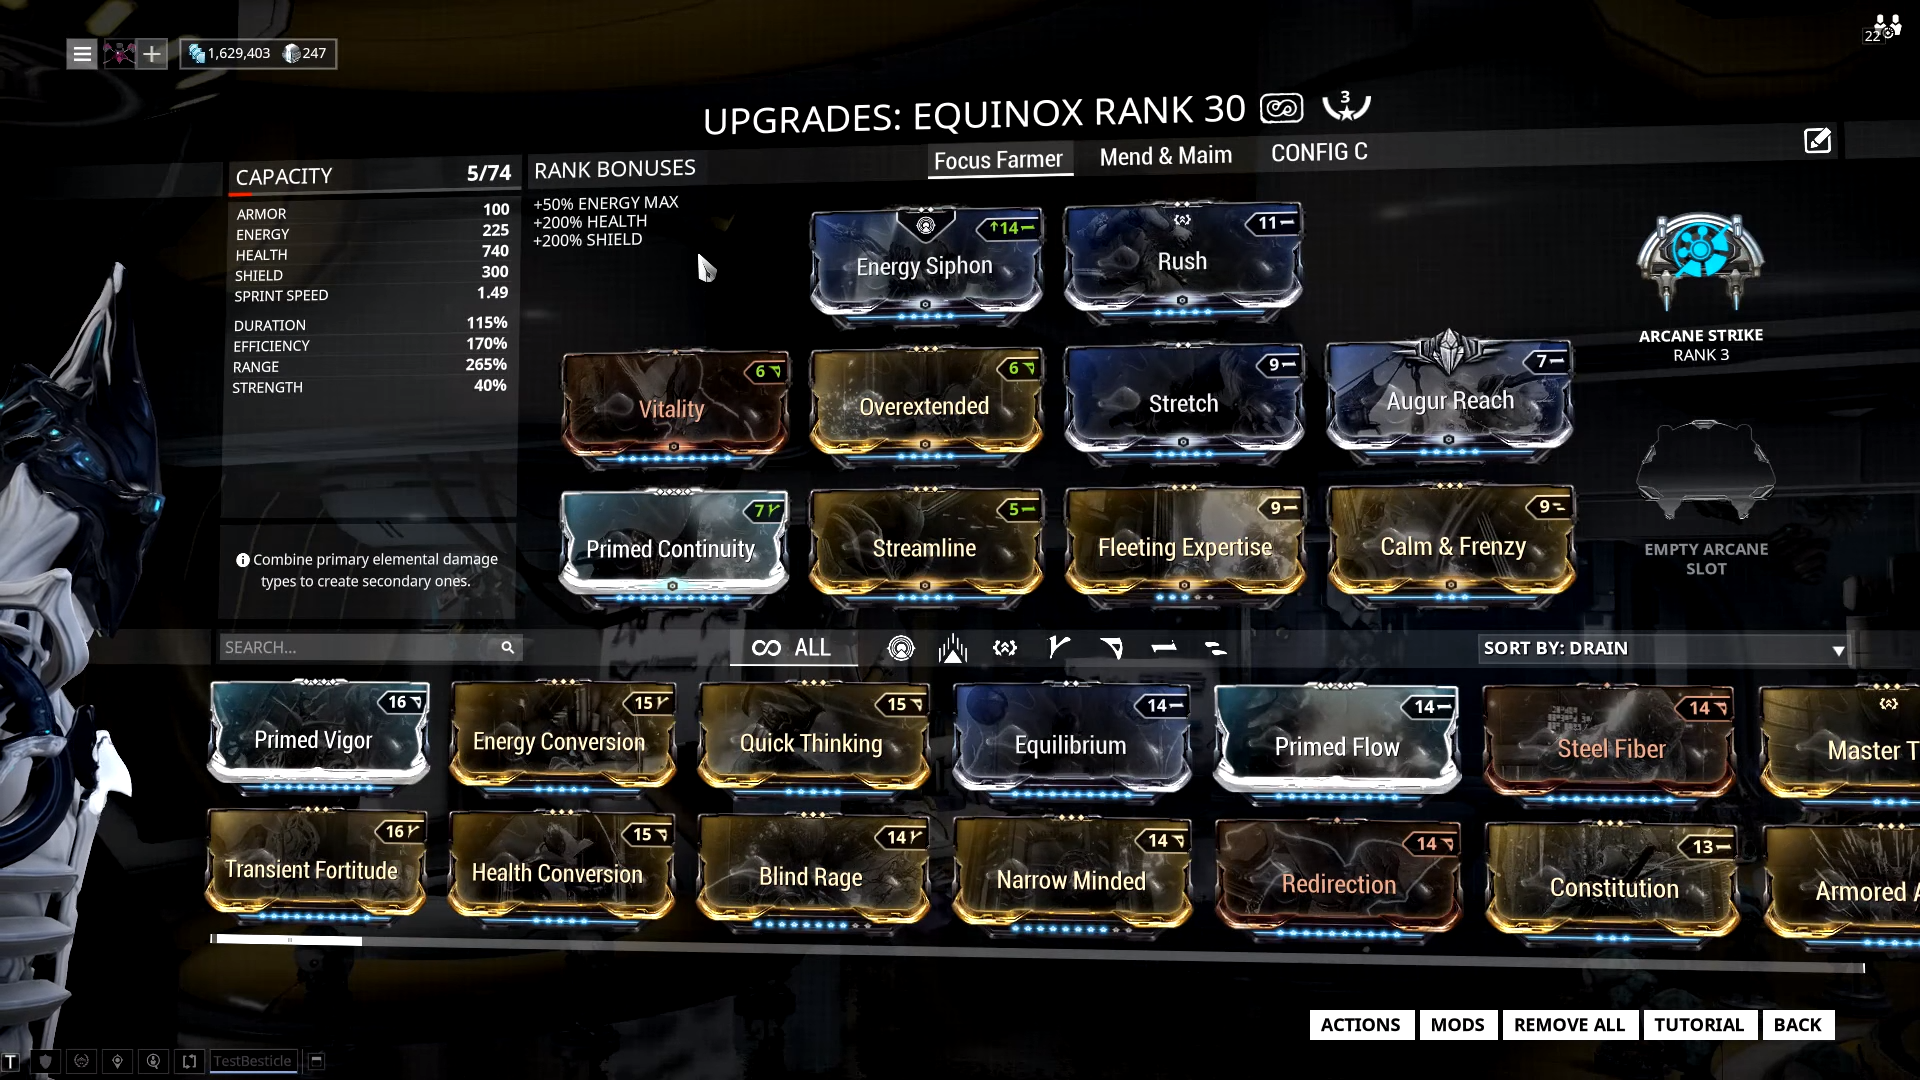 1,629,403 247
22
UPGRADES: EQUINOX RANK 30 3
Focus Farmer Mend & Maim CONFIG C
CAPACITY 5/74
ARMOR 100
ENERGY 225
HEALTH 740
SHIELD 300
SPRINT SPEED 1.49
DURATION 115%
EFFICIENCY 170%
RANGE 265%
STRENGTH 40%
Combine primary elemental damage
types to create secondary ones.
RANK BONUSES
+50% ENERGY MAX
+200% HEALTH
+200% SHIELD
14 11
Energy Siphon Rush
6 6 9 7
Vitality Overextended Stretch Augur Reach
7 5 9 9
Primed Continuity Streamline Fleeting Expertise Calm & Frenzy
ARCANE STRIKE
RANK 3
EMPTY ARCANE
SLOT
SEARCH... ALL SORT BY: DRAIN
16 15 15 14 14 14
Primed Vigor Energy Conversion Quick Thinking Equilibrium Primed Flow Steel Fiber Master T
16 15 14 14 14 13
Transient Fortitude Health Conversion Blind Rage Narrow Minded Redirection Constitution Armored A
ACTIONS MODS REMOVE ALL TUTORIAL BACK
T TestBesticle